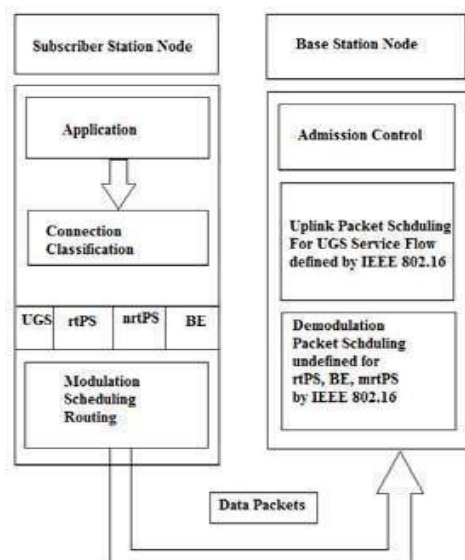 Subscriber Station Node
Base Station Node
Application
Connection
Classification
UGS
rtPS
nrtPS
BE
Modulation
Scheduling
Routing
Admission Control
Uplink Packet Schduling
For UGS Service Flow
defined by IEEE 802.16
Demodulation
Packet Schduling
undefined for
rtPS, BE, mrtPS
by IEEE 802.16
Data Packets